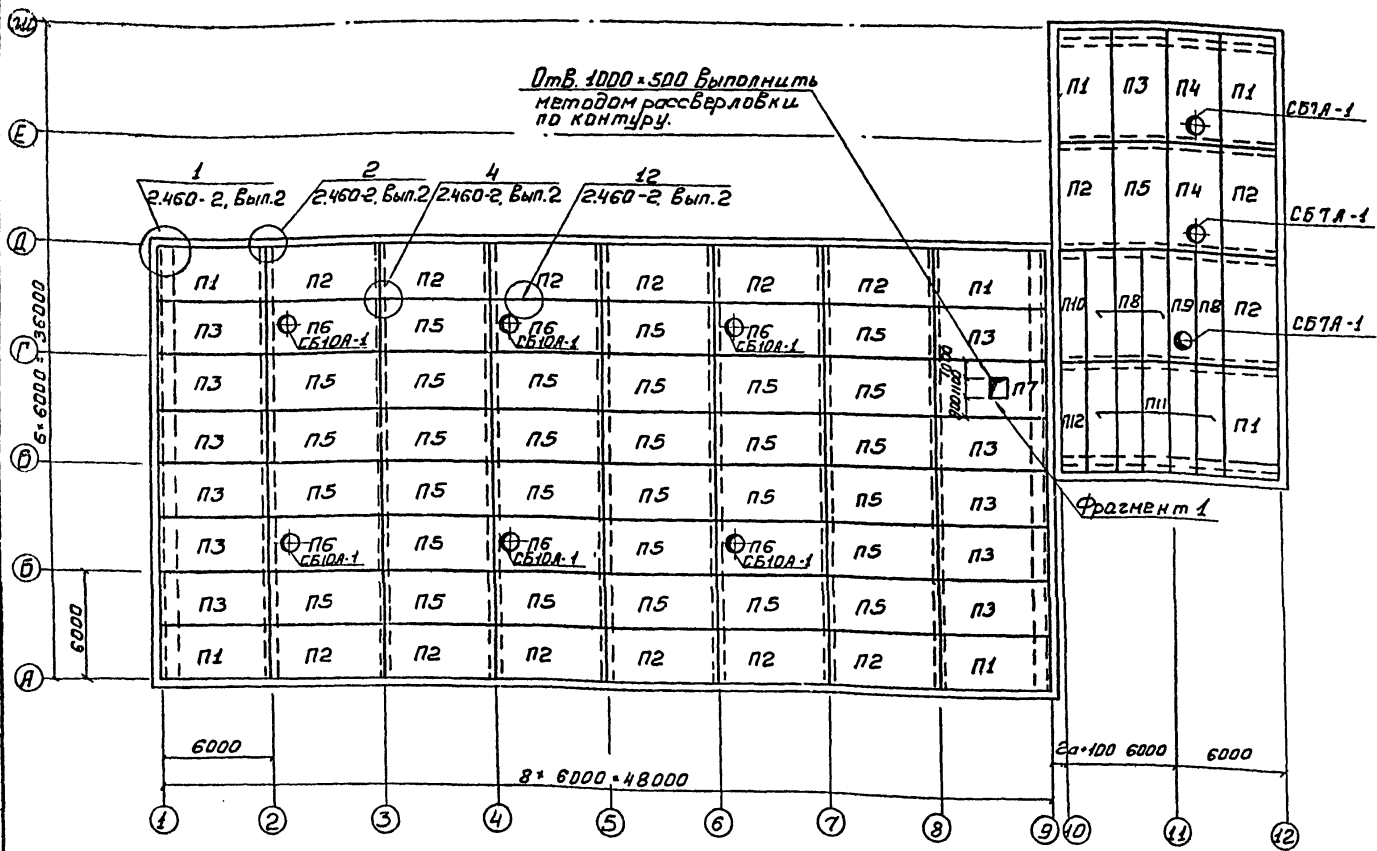 Ж
Отв. 1000×500 Выполнить
методом рассверловки
по контуру.
Е
1
2.460-2, Вып.2
2
2.460-2, Вып.2
4
2.460-2, Вып.2
12
2.460-2, Вып.2
П1 П3 П4 П1
СБ7А-1
П2 П5 П4 П2
СБ7А-1
П10 П8 П9 П8 П2
СБ7А-1
П12 П11 П1
Фрагмент 1
Д
П1 П2 П2 П2 П2 П2 П2 П1
П3 П6 П5 П6 П5 П6 П5 П3
СБ10А-1 СБ10А-1 СБ10А-1
Г
П3 П5 П5 П5 П5 П5 П5 П7
П3 П5 П5 П5 П5 П5 П5 П3
В
П3 П5 П5 П5 П5 П5 П5 П3
П3 П6 П5 П6 П5 П6 П5 П3
СБ10А-1 СБ10А-1 СБ10А-1
Б
П3 П5 П5 П5 П5 П5 П5 П3
П1 П2 П2 П2 П2 П2 П2 П1
А
6×6000=36000
6000
6000
8×6000=48000
2а+100 6000 6000
1 2 3 4 5 6 7 8 9 10 11 12